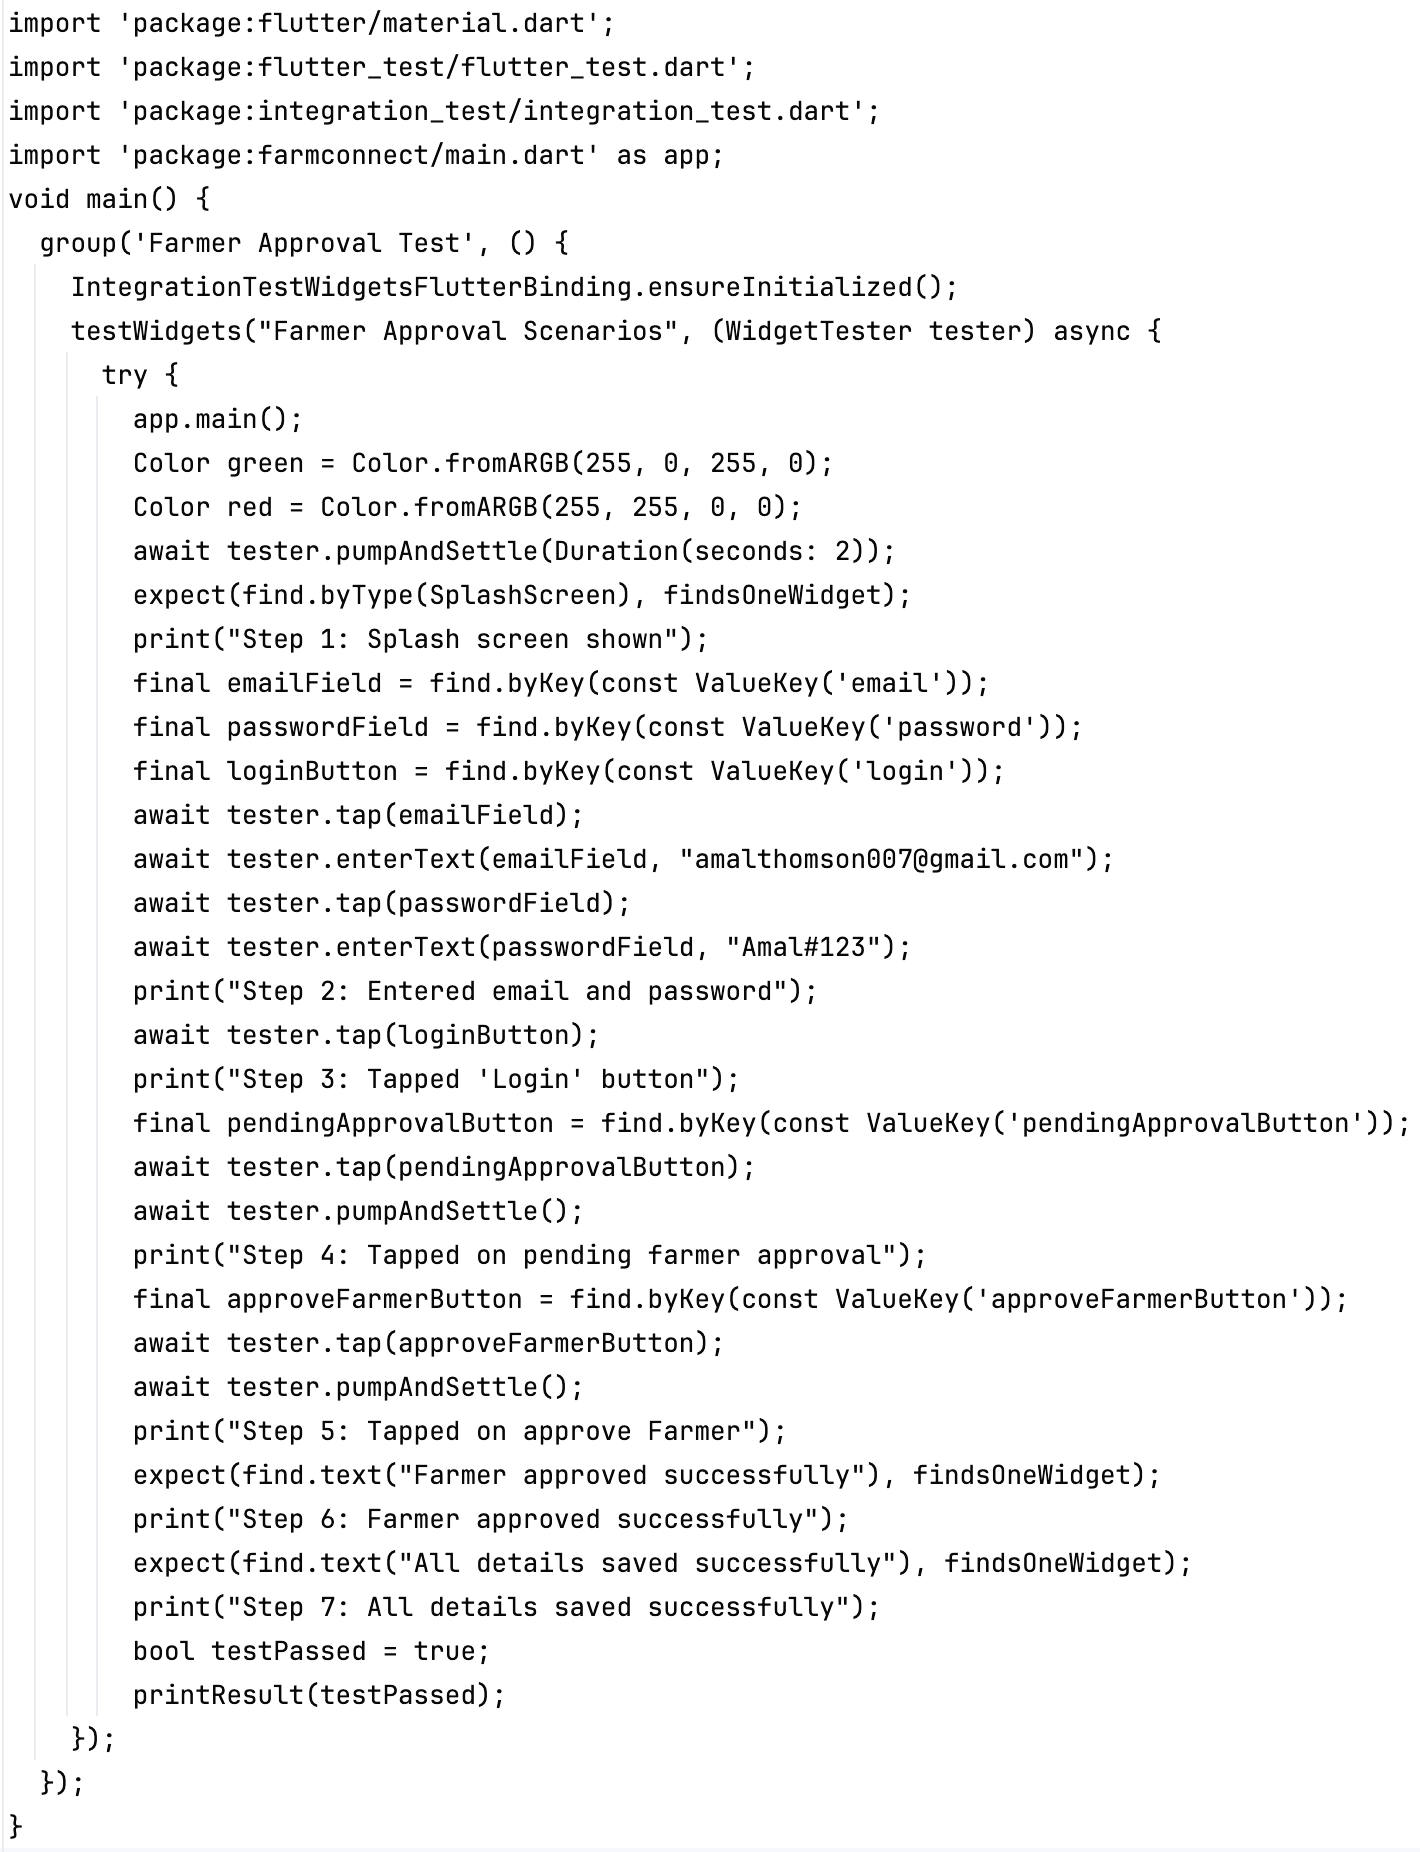 import 'package:flutter/material.dart';
import 'package:flutter_test/flutter_test.dart';
import 'package:integration_test/integration_test.dart';
import 'package:farmconnect/main.dart' as app;
void main() {
  group('Farmer Approval Test', () {
    IntegrationTestWidgetsFlutterBinding.ensureInitialized();
    testWidgets("Farmer Approval Scenarios", (WidgetTester tester) async {
      try {
        app.main();
        Color green = Color.fromARGB(255, 0, 255, 0);
        Color red = Color.fromARGB(255, 255, 0, 0);
        await tester.pumpAndSettle(Duration(seconds: 2));
        expect(find.byType(SplashScreen), findsOneWidget);
        print("Step 1: Splash screen shown");
        final emailField = find.byKey(const ValueKey('email'));
        final passwordField = find.byKey(const ValueKey('password'));
        final loginButton = find.byKey(const ValueKey('login'));
        await tester.tap(emailField);
        await tester.enterText(emailField, "amalthomson007@gmail.com");
        await tester.tap(passwordField);
        await tester.enterText(passwordField, "Amal#123");
        print("Step 2: Entered email and password");
        await tester.tap(loginButton);
        print("Step 3: Tapped 'Login' button");
        final pendingApprovalButton = find.byKey(const ValueKey('pendingApprovalButton'));
        await tester.tap(pendingApprovalButton);
        await tester.pumpAndSettle();
        print("Step 4: Tapped on pending farmer approval");
        final approveFarmerButton = find.byKey(const ValueKey('approveFarmerButton'));
        await tester.tap(approveFarmerButton);
        await tester.pumpAndSettle();
        print("Step 5: Tapped on approve Farmer");
        expect(find.text("Farmer approved successfully"), findsOneWidget);
        print("Step 6: Farmer approved successfully");
        expect(find.text("All details saved successfully"), findsOneWidget);
        print("Step 7: All details saved successfully");
        bool testPassed = true;
        printResult(testPassed);
    });
  });
}